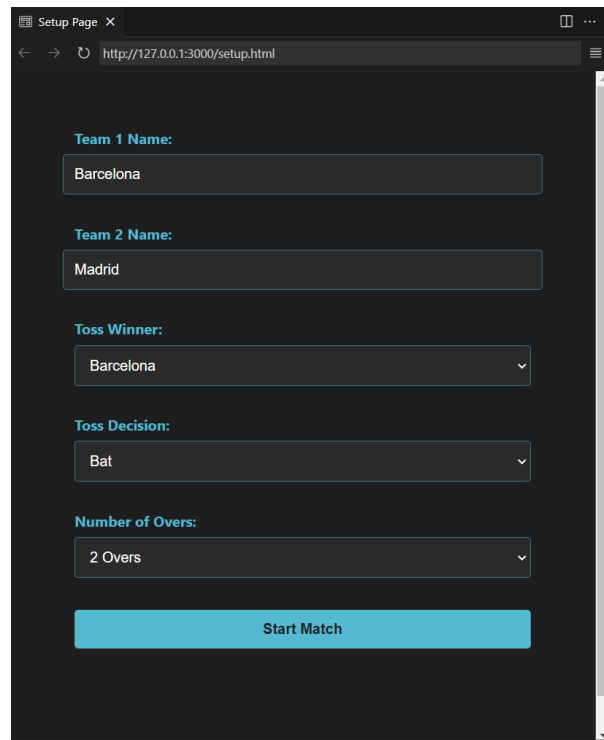 Setup Page
http://127.0.0.1:3000/setup.html
Team 1 Name:
Barcelona
Team 2 Name:
Madrid
Toss Winner:
Barcelona
Toss Decision:
Bat
Number of Overs:
2 Overs
Start Match